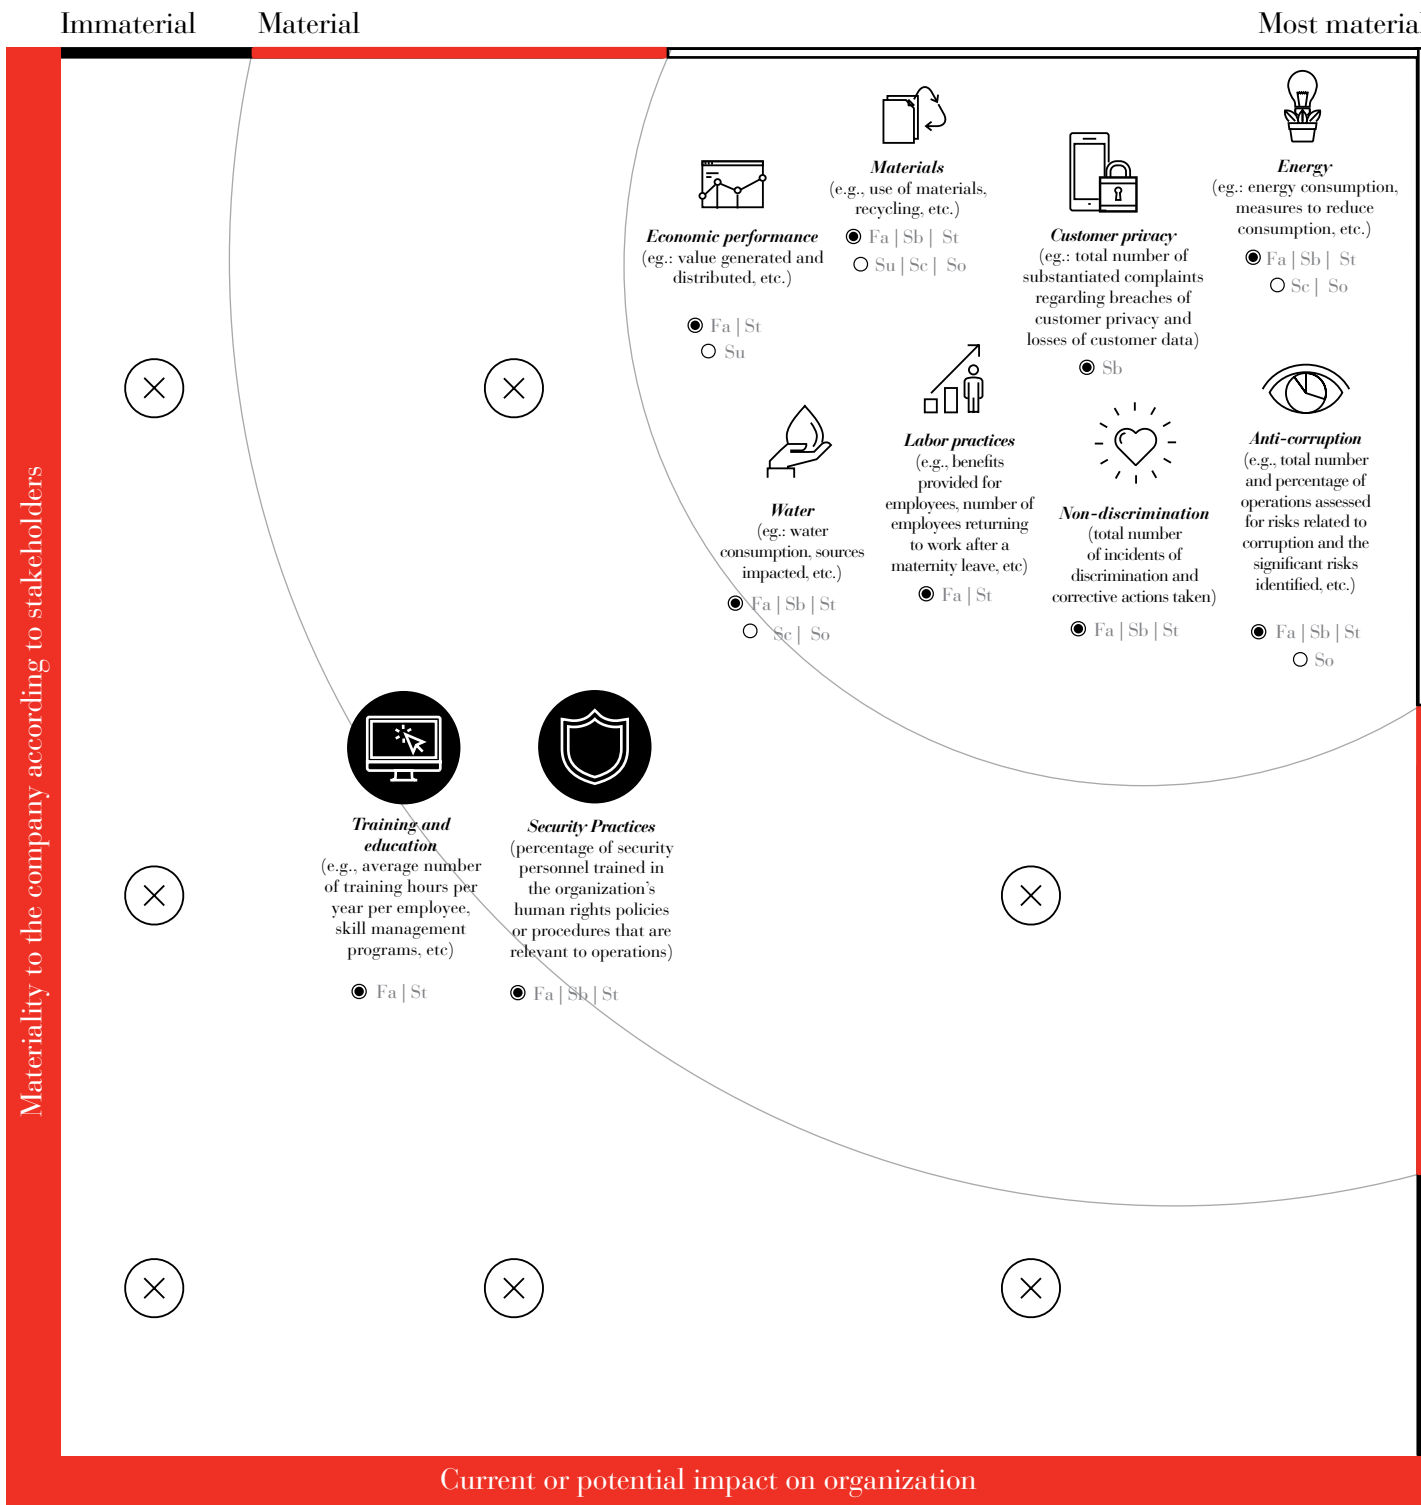 Immaterial
Material
Most material
Materiality to the company according to stakeholders
Economic performance
(eg.: value generated and
distributed, etc.)
Fa | St
Su
Materials
(e.g., use of materials,
recycling, etc.)
Fa | Sb | St
Su | Sc | So
Customer privacy
(eg.: total number of
substantiated complaints
regarding breaches of
customer privacy and
losses of customer data)
Sb
Energy
(eg.: energy consumption,
measures to reduce
consumption, etc.)
Fa | Sb | St
Sc | So
Water
(eg.: water
consumption, sources
impacted, etc.)
Fa | Sb | St
Sc | So
Labor practices
(e.g., benefits
provided for
employees, number of
employees returning
to work after a
maternity leave, etc)
Fa | St
Non-discrimination
(total number
of incidents of
discrimination and
corrective actions taken)
Fa | Sb | St
Anti-corruption
(e.g., total number
and percentage of
operations assessed
for risks related to
corruption and the
significant risks
identified, etc.)
Fa | Sb | St
So
Training and
education
(e.g., average number
of training hours per
year per employee,
skill management
programs, etc)
Fa | St
Security Practices
(percentage of security
personnel trained in
the organization's
human rights policies
or procedures that are
relevant to operations)
Fa | Sb | St
Current or potential impact on organization